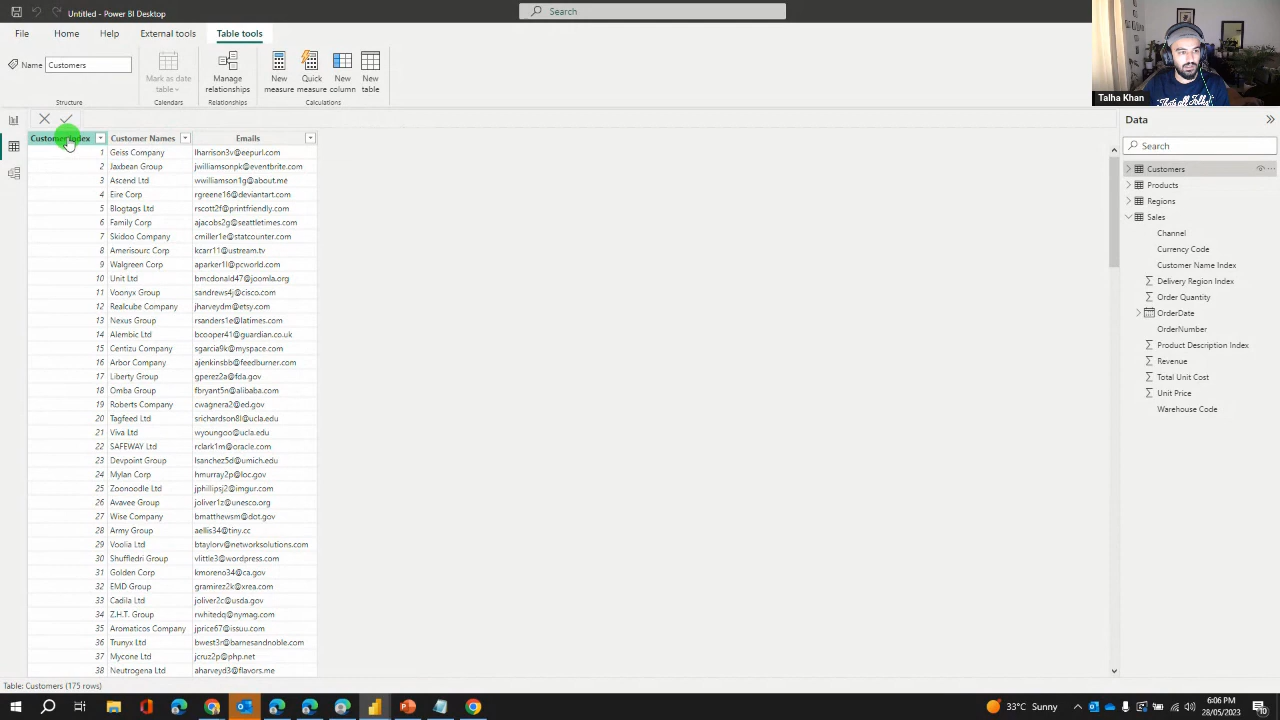 Untitled - Power BI Desktop
Search
File
Home
Help
External tools
Table tools
Name
Customers
Mark as date
table
Manage
relationships
New
measure
Quick
measure
New
column
New
table
Structure
Calendars
Relationships
Calculations
Talha Khan
Customer Index Customer Names Emails
1 Geiss Company lharrison3v@eepurl.com
2 Jaxbean Group jwilliamsonpk@eventbrite.com
3 Ascend Ltd wwilliamson1g@about.me
4 Eire Corp rgreene16@deviantart.com
5 Blogtags Ltd rscott2f@printfriendly.com
6 Family Corp ajacobs2g@seattletimes.com
7 Skidoo Company cmiller1e@statcounter.com
8 Amerisourc Corp kcarr11@ustream.tv
9 Walgreen Corp aparker1l@pcworld.com
10 Unit Ltd bmcdonald47@joomla.org
11 Voonyx Group sandrews4j@cisco.com
12 Realcube Company jharveydm@etsy.com
13 Nexus Group rsanders1e@latimes.com
14 Alembic Ltd bcooper41@guardian.co.uk
15 Centizu Company sgarcia9k@myspace.com
16 Arbor Company ajenkinsbb@feedburner.com
17 Liberty Group gperez2a@fda.gov
18 Omba Group fbryant5n@alibaba.com
19 Roberts Company cwagnera2@ed.gov
20 Tagfeed Ltd srichardson8l@ucla.edu
21 Viva Ltd wyoungoo@ucla.edu
22 SAFEWAY Ltd rclark1m@oracle.com
23 Devpoint Group lsanchez5d@umich.edu
24 Mylan Corp hmurray2p@loc.gov
25 Zoonoodle Ltd jphillipsj2@imgur.com
26 Avavee Group joliver1z@unesco.org
27 Wise Company bmatthewsm@dot.gov
28 Army Group aellis34@tiny.cc
29 Voolia Ltd btaylorv@networksolutions.com
30 Shuffledri Group vlittle3@wordpress.com
31 Golden Corp kmoreno34@ca.gov
32 EMD Group gramirez2k@xrea.com
33 Cadila Ltd joliver2c@usda.gov
34 Z.H.T. Group rwhitedq@nymag.com
35 Aromaticos Company jprice67@issuu.com
36 Trunyx Ltd bwest3r@barnesandnoble.com
37 Mycone Ltd jcruz2p@php.net
38 Neutrogena Ltd aharveyd3@flavors.me
Table: Customers (175 rows)
Data
Search
Customers
Products
Regions
Sales
Channel
Currency Code
Customer Name Index
Delivery Region Index
Order Quantity
OrderDate
OrderNumber
Product Description Index
Revenue
Total Unit Cost
Unit Price
Warehouse Code
33°C Sunny
6:06 PM
28/05/2023